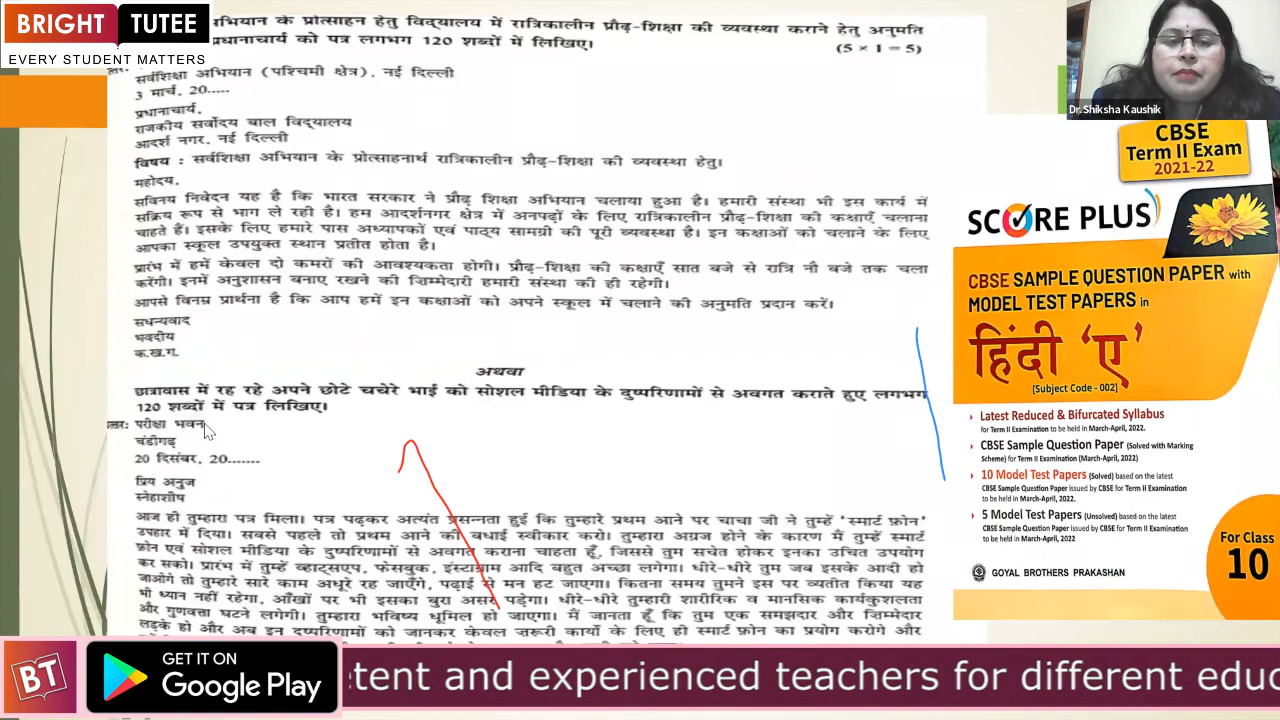 BRIGHT TUTEE
EVERY STUDENT MATTERS
अभियान के प्रोत्साहन हेतु विद्यालय में रात्रिकालीन प्रौढ़-शिक्षा की व्यवस्था कराने हेतु अनुमति
प्रधानाचार्य को पत्र लगभग 120 शब्दों में लिखिए।
(5 × 1 = 5)
सर्वशिक्षा अभियान (पश्चिमी क्षेत्र), नई दिल्ली
3 मार्च, 20.....
प्रधानाचार्य,
राजकीय सर्वोदय बाल विद्यालय
आदर्श नगर, नई दिल्ली
विषय : सर्वशिक्षा अभियान के प्रोत्साहनार्थ रात्रिकालीन प्रौढ़-शिक्षा की व्यवस्था हेतु।
महोदय,
सविनय निवेदन यह है कि भारत सरकार ने प्रौढ़ शिक्षा अभियान चलाया हुआ है। हमारी संस्था भी इस कार्य में
सक्रिय रूप से भाग ले रही है। हम आदर्शनगर क्षेत्र में अनपढ़ों के लिए रात्रिकालीन प्रौढ़-शिक्षा की कक्षाएँ चलाना
चाहते हैं। इसके लिए हमारे पास अध्यापकों एवं पाठ्य सामग्री की पूरी व्यवस्था है। इन कक्षाओं को चलाने के लिए
आपका स्कूल उपयुक्त स्थान प्रतीत होता है।
प्रारंभ में हमें केवल दो कमरों की आवश्यकता होगी। प्रौढ़-शिक्षा की कक्षाएँ सात बजे से रात्रि नौ बजे तक चला
करेंगी। इनमें अनुशासन बनाए रखने की ज़िम्मेदारी हमारी संस्था की ही रहेगी।
आपसे विनम्र प्रार्थना है कि आप हमें इन कक्षाओं को अपने स्कूल में चलाने की अनुमति प्रदान करें।
सधन्यवाद
भवदीय
क.ख.ग.
अथवा
छात्रावास में रह रहे अपने छोटे चचेरे भाई को सोशल मीडिया के दुष्परिणामों से अवगत कराते हुए लगभग
120 शब्दों में पत्र लिखिए।
परीक्षा भवन
चंडीगढ़
20 दिसंबर, 20.......
प्रिय अनुज
स्नेहाशीष
आज ही तुम्हारा पत्र मिला। पत्र पढ़कर अत्यंत प्रसन्नता हुई कि तुम्हारे प्रथम आने पर चाचा जी ने तुम्हें ‘स्मार्ट फ़ोन’
उपहार में दिया। सबसे पहले तो प्रथम आने की बधाई स्वीकार करो। तुम्हारा अग्रज होने के कारण मैं तुम्हें स्मार्ट
फ़ोन एवं सोशल मीडिया के दुष्परिणामों से अवगत कराना चाहता हूँ, जिससे तुम सचेत होकर इनका उचित उपयोग
कर सको। प्रारंभ में तुम्हें व्हाट्सएप, फेसबुक, इंस्टाग्राम आदि बहुत अच्छा लगेगा। धीरे-धीरे तुम जब इसके आदी हो
जाओगे तो तुम्हारे सारे काम अधूरे रह जाएँगे, पढ़ाई से मन हट जाएगा। कितना समय तुमने इस पर व्यतीत किया यह
भी ध्यान नहीं रहेगा, आँखों पर भी इसका बुरा असर पड़ेगा। धीरे-धीरे तुम्हारी शारीरिक व मानसिक कार्यकुशलता
और गुणवत्ता घटने लगेगी। तुम्हारा भविष्य धूमिल हो जाएगा। मैं जानता हूँ कि तुम एक समझदार और ज़िम्मेदार
लड़के हो और अब इन दुष्परिणामों को जानकर केवल ज़रूरी कार्यों के लिए ही स्मार्ट फ़ोन का प्रयोग करोगे और
Dr.Shiksha Kaushik
CBSE
Term II Exam
2021-22
SCORE PLUS
CBSE SAMPLE QUESTION PAPER with
MODEL TEST PAPERS in
हिंदी ‘ए’
[Subject Code -002]
Latest Reduced & Bifurcated Syllabus
for Term II Examination to be held in March-April, 2022.
CBSE Sample Question Paper (Solved with Marking
Scheme) for Term II Examination (March-April, 2022)
10 Model Test Papers (Solved) based on the latest
CBSE Sample Question Paper issued by CBSE for Term II Examination
to be held in March-April, 2022.
5 Model Test Papers (Unsolved) based on the latest
CBSE Sample Question Paper issued by CBSE for Term II Examination
to be held in March-April, 2022
For Class
10
GOYAL BROTHERS PRAKASHAN
BT
GET IT ON
Google Play
tent and experienced teachers for different educ